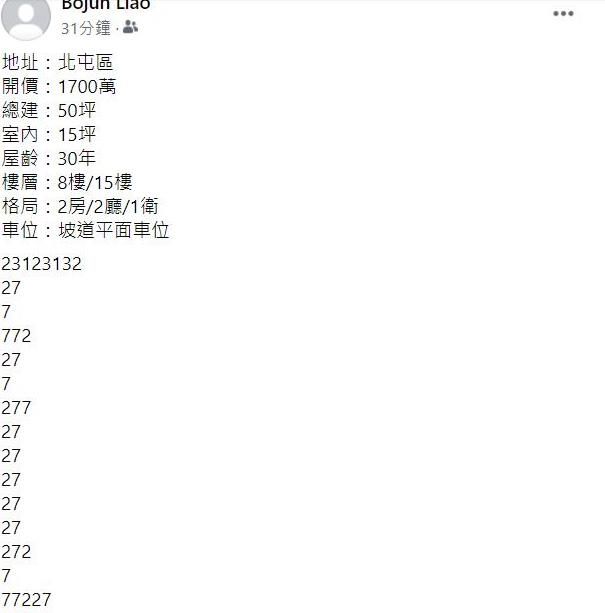 Bojun Liao
31分鐘 ·
地址：北屯區
開價：1700萬
總建：50坪
室內：15坪
屋齡：30年
樓層：8樓/15樓
格局：2房/2廳/1衛
車位：坡道平面車位
23123132
27
7
772
27
7
277
27
27
27
27
27
272
7
77227